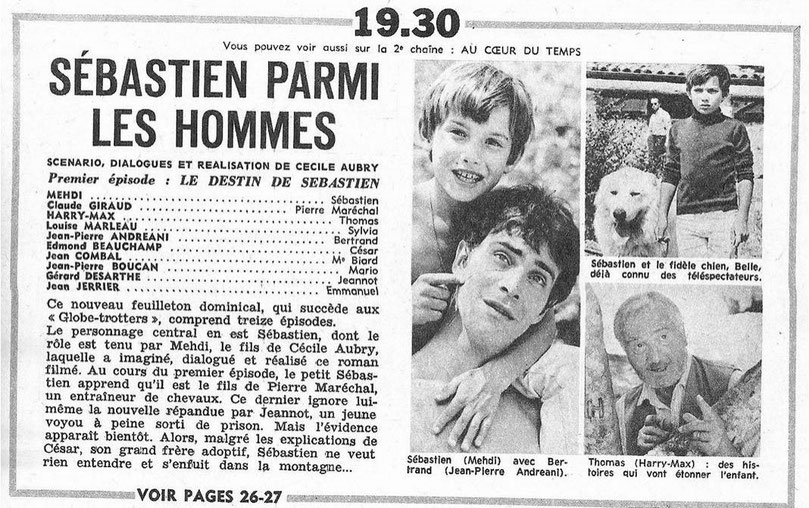 19.30
Vous pouvez voir aussi sur la 2e chaîne : AU CŒUR DU TEMPS
SÉBASTIEN PARMI
LES HOMMES
SCENARIO, DIALOGUES ET REALISATION DE CECILE AUBRY
Premier épisode : LE DESTIN DE SEBASTIEN
MEHDI ........................ Sébastien
Claude GIRAUD ........................ Pierre Maréchal
HARRY-MAX ........................ Thomas
Louise MARLEAU ........................ Sylvia
Jean-Pierre ANDREANI ........................ Bertrand
Edmond BEAUCHAMP ........................ César
Jean COMBAL ........................ Me Biard
Jean-Pierre BOUCAN ........................ Mario
Gérard DESARTHE ........................ Jeannot
Jean JERRIER ........................ Emmanuel
Ce nouveau feuilleton dominical, qui succède aux
« Globe-trotters », comprend treize épisodes.
Le personnage central en est Sébastien, dont le
rôle est tenu par Mehdi, le fils de Cécile Aubry,
laquelle a imaginé, dialogué et réalisé ce roman
filmé. Au cours du premier épisode, le petit Sébas-
tien apprend qu'il est le fils de Pierre Maréchal,
un entraîneur de chevaux. Ce dernier ignore lui-
même la nouvelle répandue par Jeannot, un jeune
voyou à peine sorti de prison. Mais l'évidence
apparaît bientôt. Alors, malgré les explications de
César, son grand frère adoptif, Sébastien ne veut
rien entendre et s'enfuit dans la montagne...
VOIR PAGES 26-27
Sébastien (Mehdi) avec Ber-
trand (Jean-Pierre Andreani).
Sébastien et le fidèle chien, Belle,
déjà connu des téléspectateurs.
Thomas (Harry-Max) : des his-
toires qui vont étonner l'enfant.